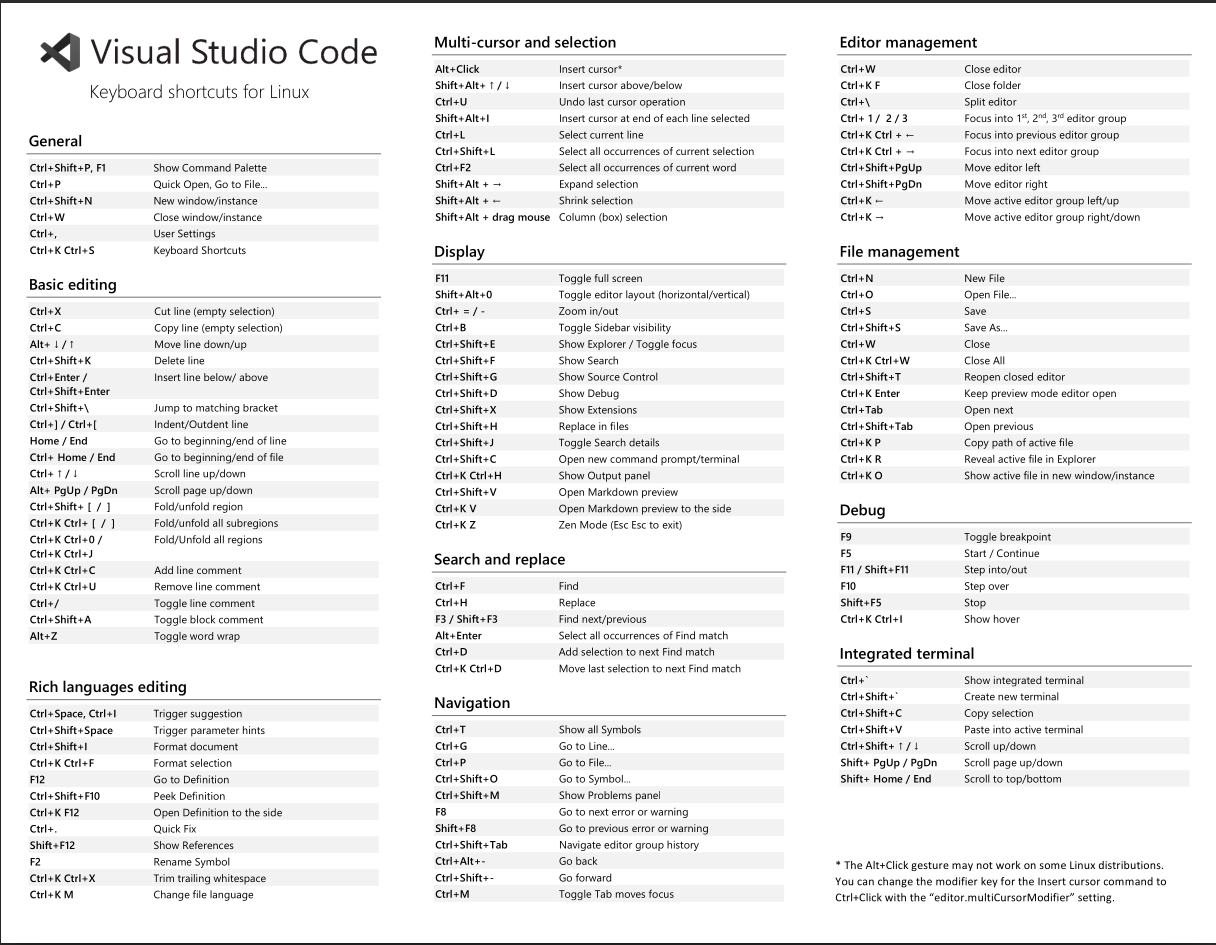 Visual Studio Code
Keyboard shortcuts for Linux
General
Ctrl+Shift+P, F1 Show Command Palette
Ctrl+P Quick Open, Go to File…
Ctrl+Shift+N New window/instance
Ctrl+W Close window/instance
Ctrl+, User Settings
Ctrl+K Ctrl+S Keyboard Shortcuts
Basic editing
Ctrl+X Cut line (empty selection)
Ctrl+C Copy line (empty selection)
Alt+ ↓ / ↑ Move line down/up
Ctrl+Shift+K Delete line
Ctrl+Enter / Insert line below/ above
Ctrl+Shift+Enter
Ctrl+Shift+\ Jump to matching bracket
Ctrl+] / Ctrl+[ Indent/Outdent line
Home / End Go to beginning/end of line
Ctrl+ Home / End Go to beginning/end of file
Ctrl+ ↑ / ↓ Scroll line up/down
Alt+ PgUp / PgDn Scroll page up/down
Ctrl+Shift+ [ / ] Fold/unfold region
Ctrl+K Ctrl+ [ / ] Fold/unfold all subregions
Ctrl+K Ctrl+0 / Fold/Unfold all regions
Ctrl+K Ctrl+J
Ctrl+K Ctrl+C Add line comment
Ctrl+K Ctrl+U Remove line comment
Ctrl+/ Toggle line comment
Ctrl+Shift+A Toggle block comment
Alt+Z Toggle word wrap
Rich languages editing
Ctrl+Space, Ctrl+I Trigger suggestion
Ctrl+Shift+Space Trigger parameter hints
Ctrl+Shift+I Format document
Ctrl+K Ctrl+F Format selection
F12 Go to Definition
Ctrl+Shift+F10 Peek Definition
Ctrl+K F12 Open Definition to the side
Ctrl+. Quick Fix
Shift+F12 Show References
F2 Rename Symbol
Ctrl+K Ctrl+X Trim trailing whitespace
Ctrl+K M Change file language
Multi-cursor and selection
Alt+Click Insert cursor*
Shift+Alt+ ↑ / ↓ Insert cursor above/below
Ctrl+U Undo last cursor operation
Shift+Alt+I Insert cursor at end of each line selected
Ctrl+L Select current line
Ctrl+Shift+L Select all occurrences of current selection
Ctrl+F2 Select all occurrences of current word
Shift+Alt + → Expand selection
Shift+Alt + ← Shrink selection
Shift+Alt + drag mouse Column (box) selection
Display
F11 Toggle full screen
Shift+Alt+0 Toggle editor layout (horizontal/vertical)
Ctrl+ = / - Zoom in/out
Ctrl+B Toggle Sidebar visibility
Ctrl+Shift+E Show Explorer / Toggle focus
Ctrl+Shift+F Show Search
Ctrl+Shift+G Show Source Control
Ctrl+Shift+D Show Debug
Ctrl+Shift+X Show Extensions
Ctrl+Shift+H Replace in files
Ctrl+Shift+J Toggle Search details
Ctrl+Shift+C Open new command prompt/terminal
Ctrl+K Ctrl+H Show Output panel
Ctrl+Shift+V Open Markdown preview
Ctrl+K V Open Markdown preview to the side
Ctrl+K Z Zen Mode (Esc Esc to exit)
Search and replace
Ctrl+F Find
Ctrl+H Replace
F3 / Shift+F3 Find next/previous
Alt+Enter Select all occurrences of Find match
Ctrl+D Add selection to next Find match
Ctrl+K Ctrl+D Move last selection to next Find match
Navigation
Ctrl+T Show all Symbols
Ctrl+G Go to Line...
Ctrl+P Go to File...
Ctrl+Shift+O Go to Symbol...
Ctrl+Shift+M Show Problems panel
F8 Go to next error or warning
Shift+F8 Go to previous error or warning
Ctrl+Shift+Tab Navigate editor group history
Ctrl+Alt+- Go back
Ctrl+Shift+- Go forward
Ctrl+M Toggle Tab moves focus
Editor management
Ctrl+W Close editor
Ctrl+K F Close folder
Ctrl+\ Split editor
Ctrl+ 1 / 2 / 3 Focus into 1st, 2nd, 3rd editor group
Ctrl+K Ctrl + ← Focus into previous editor group
Ctrl+K Ctrl + → Focus into next editor group
Ctrl+Shift+PgUp Move editor left
Ctrl+Shift+PgDn Move editor right
Ctrl+K ← Move active editor group left/up
Ctrl+K → Move active editor group right/down
File management
Ctrl+N New File
Ctrl+O Open File...
Ctrl+S Save
Ctrl+Shift+S Save As...
Ctrl+W Close
Ctrl+K Ctrl+W Close All
Ctrl+Shift+T Reopen closed editor
Ctrl+K Enter Keep preview mode editor open
Ctrl+Tab Open next
Ctrl+Shift+Tab Open previous
Ctrl+K P Copy path of active file
Ctrl+K R Reveal active file in Explorer
Ctrl+K O Show active file in new window/instance
Debug
F9 Toggle breakpoint
F5 Start / Continue
F11 / Shift+F11 Step into/out
F10 Step over
Shift+F5 Stop
Ctrl+K Ctrl+I Show hover
Integrated terminal
Ctrl+` Show integrated terminal
Ctrl+Shift+` Create new terminal
Ctrl+Shift+C Copy selection
Ctrl+Shift+V Paste into active terminal
Ctrl+Shift+ ↑ / ↓ Scroll up/down
Shift+ PgUp / PgDn Scroll page up/down
Shift+ Home / End Scroll to top/bottom
* The Alt+Click gesture may not work on some Linux distributions.
You can change the modifier key for the Insert cursor command to
Ctrl+Click with the “editor.multiCursorModifier” setting.